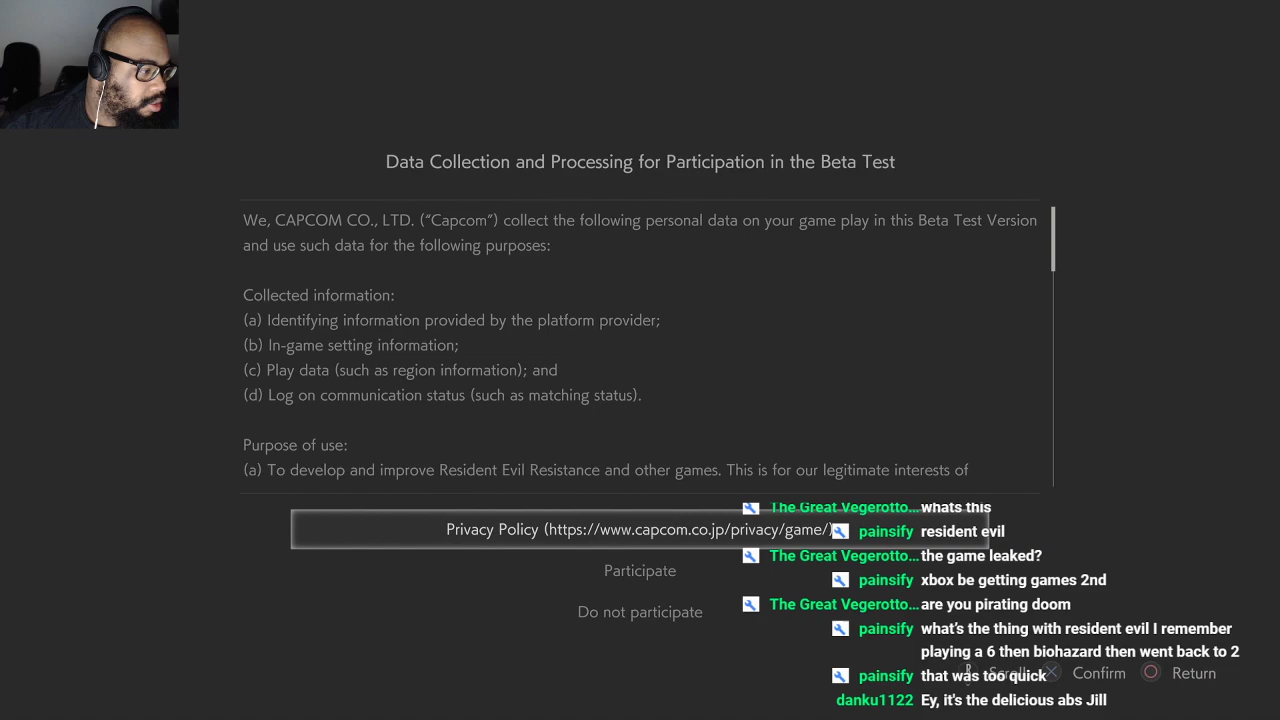 Data Collection and Processing for Participation in the Beta Test
We, CAPCOM CO., LTD. (“Capcom”) collect the following personal data on your game play in this Beta Test Version
and use such data for the following purposes:
Collected information:
(a) Identifying information provided by the platform provider;
(b) In-game setting information;
(c) Play data (such as region information); and
(d) Log on communication status (such as matching status).
Purpose of use:
(a) To develop and improve Resident Evil Resistance and other games. This is for our legitimate interests of
Privacy Policy (https://www.capcom.co.jp/privacy/game/)
Participate
Do not participate
The Great Vegerotto... whats this
painsify resident evil
The Great Vegerotto... the game leaked?
painsify xbox be getting games 2nd
The Great Vegerotto... are you pirating doom
painsify what’s the thing with resident evil I remember
playing a 6 then biohazard then went back to 2
painsify that was too quick
danku1122 Ey, it's the delicious abs Jill
R Scroll Confirm Return